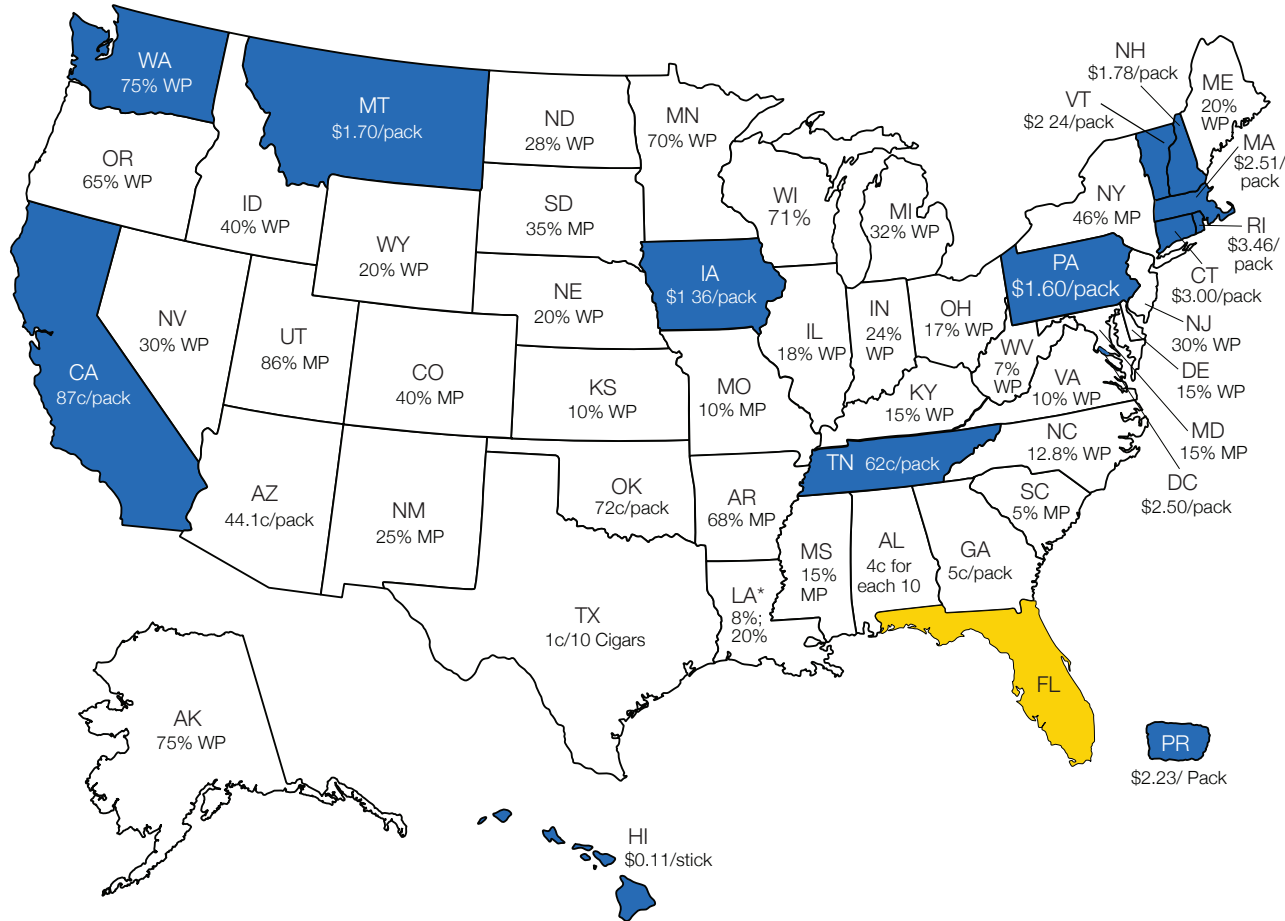 WA
75% WP
MT
$1.70/pack
ND
28% WP
MN
70% WP
NH
$1.78/pack
VT
$2 24/pack
ME
20%
WP
MA
$2.51/
pack
OR
65% WP
ID
40% WP
WY
20% WP
SD
35% MP
WI
71%
MI
32% WP
NY
46% MP
RI
$3.46/
pack
CT
$3.00/pack
IA
$1 36/pack
PA
$1.60/pack
NE
20% WP
NV
30% WP
UT
86% MP
CO
40% MP
CA
87c/pack
KS
10% WP
MO
10% MP
IL
18% WP
IN
24%
WP
OH
17% WP
WV
7%
WP
KY
15% WP
VA
10% WP
NJ
30% WP
DE
15% WP
MD
15% MP
DC
$2.50/pack
TN 62c/pack
NC
12.8% WP
SC
5% MP
AZ
44.1c/pack
NM
25% MP
OK
72c/pack
AR
68% MP
MS
15%
MP
AL
4c for
each 10
GA
5c/pack
TX
1c/10 Cigars
LA*
8%;
20%
FL
AK
75% WP
HI
$0.11/stick
PR
$2.23/ Pack